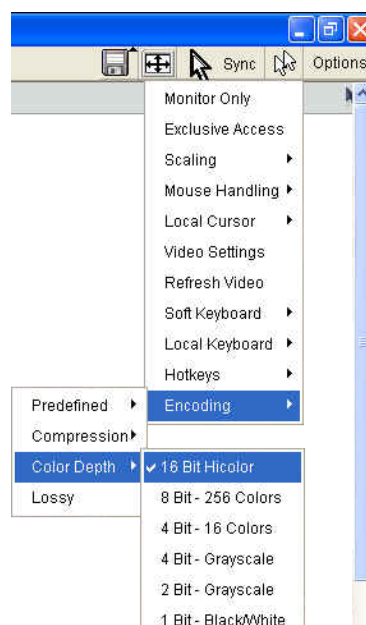 Sync Options
Monitor Only
Exclusive Access
Scaling
Mouse Handling
Local Cursor
Video Settings
Refresh Video
Soft Keyboard
Local Keyboard
Hotkeys
Encoding
Predefined
Compression
Color Depth
Lossy
16 Bit Hicolor
8 Bit - 256 Colors
4 Bit - 16 Colors
4 Bit - Grayscale
2 Bit - Grayscale
1 Bit - Black/White